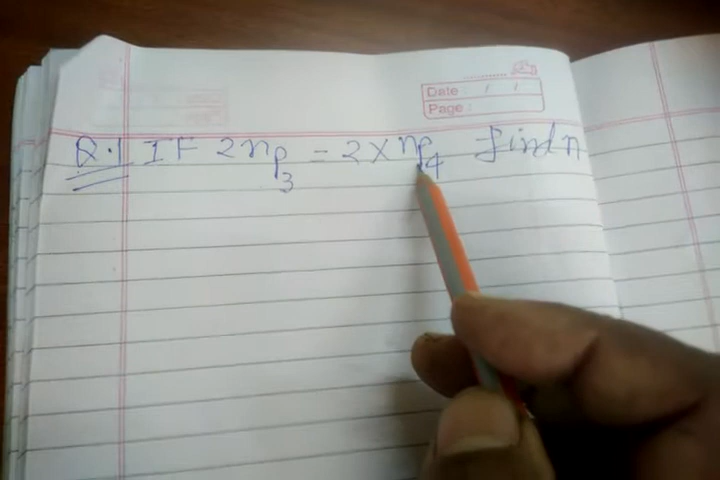 Date : / /
Page :
Q.1 IF 2np3 = 2×np4 find n